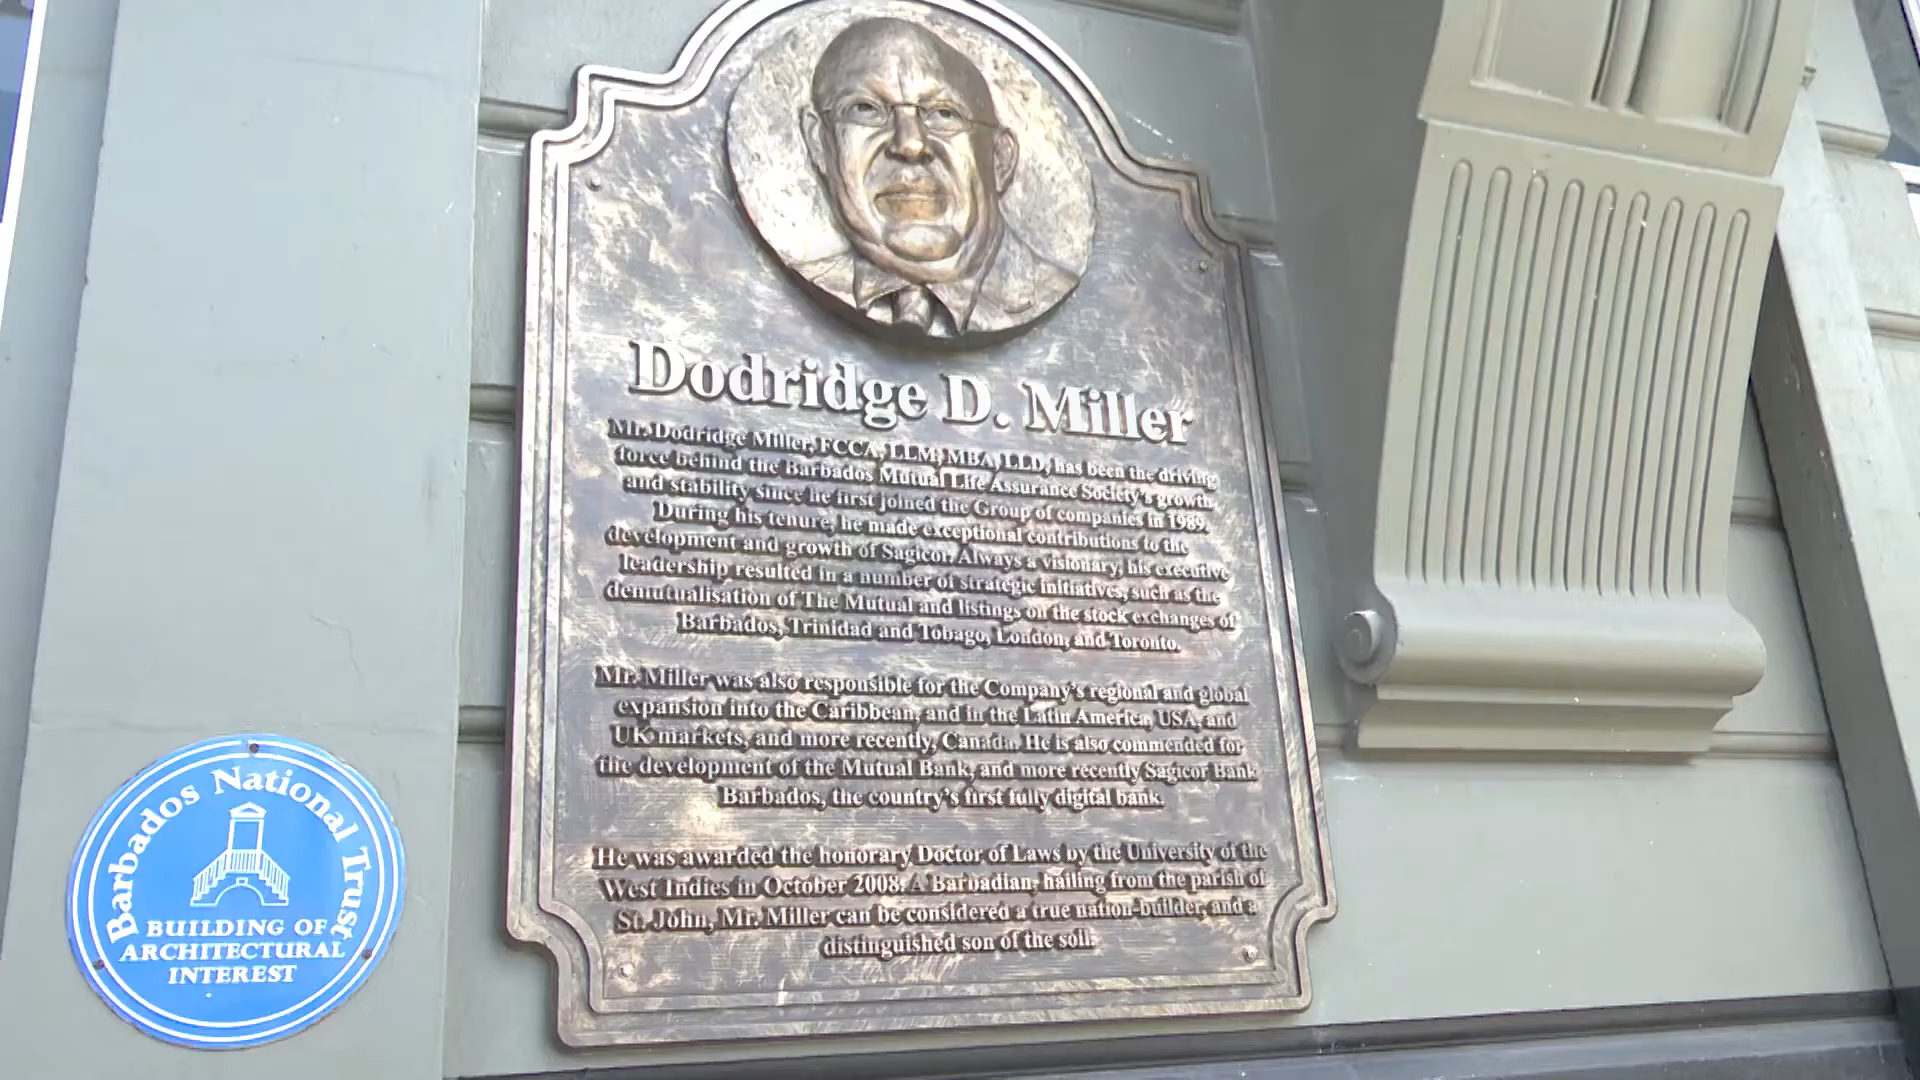 Dodridge D. Miller
Mr. Dodridge Miller, FCCA, LLM, MBA, LLD, has been the driving
force behind the Barbados Mutual Life Assurance Society's growth
and stability since he first joined the Group of companies in 1989.
During his tenure, he made exceptional contributions to the
development and growth of Sagicor. Always a visionary, his executive
leadership resulted in a number of strategic initiatives, such as the
demutualisation of The Mutual and listings on the stock exchanges of
Barbados, Trinidad and Tobago, London, and Toronto.
Mr. Miller was also responsible for the Company's regional and global
expansion into the Caribbean, and in the Latin America, USA, and
UK markets, and more recently, Canada. He is also commended for
the development of the Mutual Bank, and more recently Sagicor Bank
Barbados, the country's first fully digital bank.
He was awarded the honorary Doctor of Laws by the University of the
West Indies in October 2008. A Barbadian, hailing from the parish of
St. John, Mr. Miller can be considered a true nation-builder, and a
distinguished son of the soil.
Barbados National Trust
BUILDING OF
ARCHITECTURAL
INTEREST